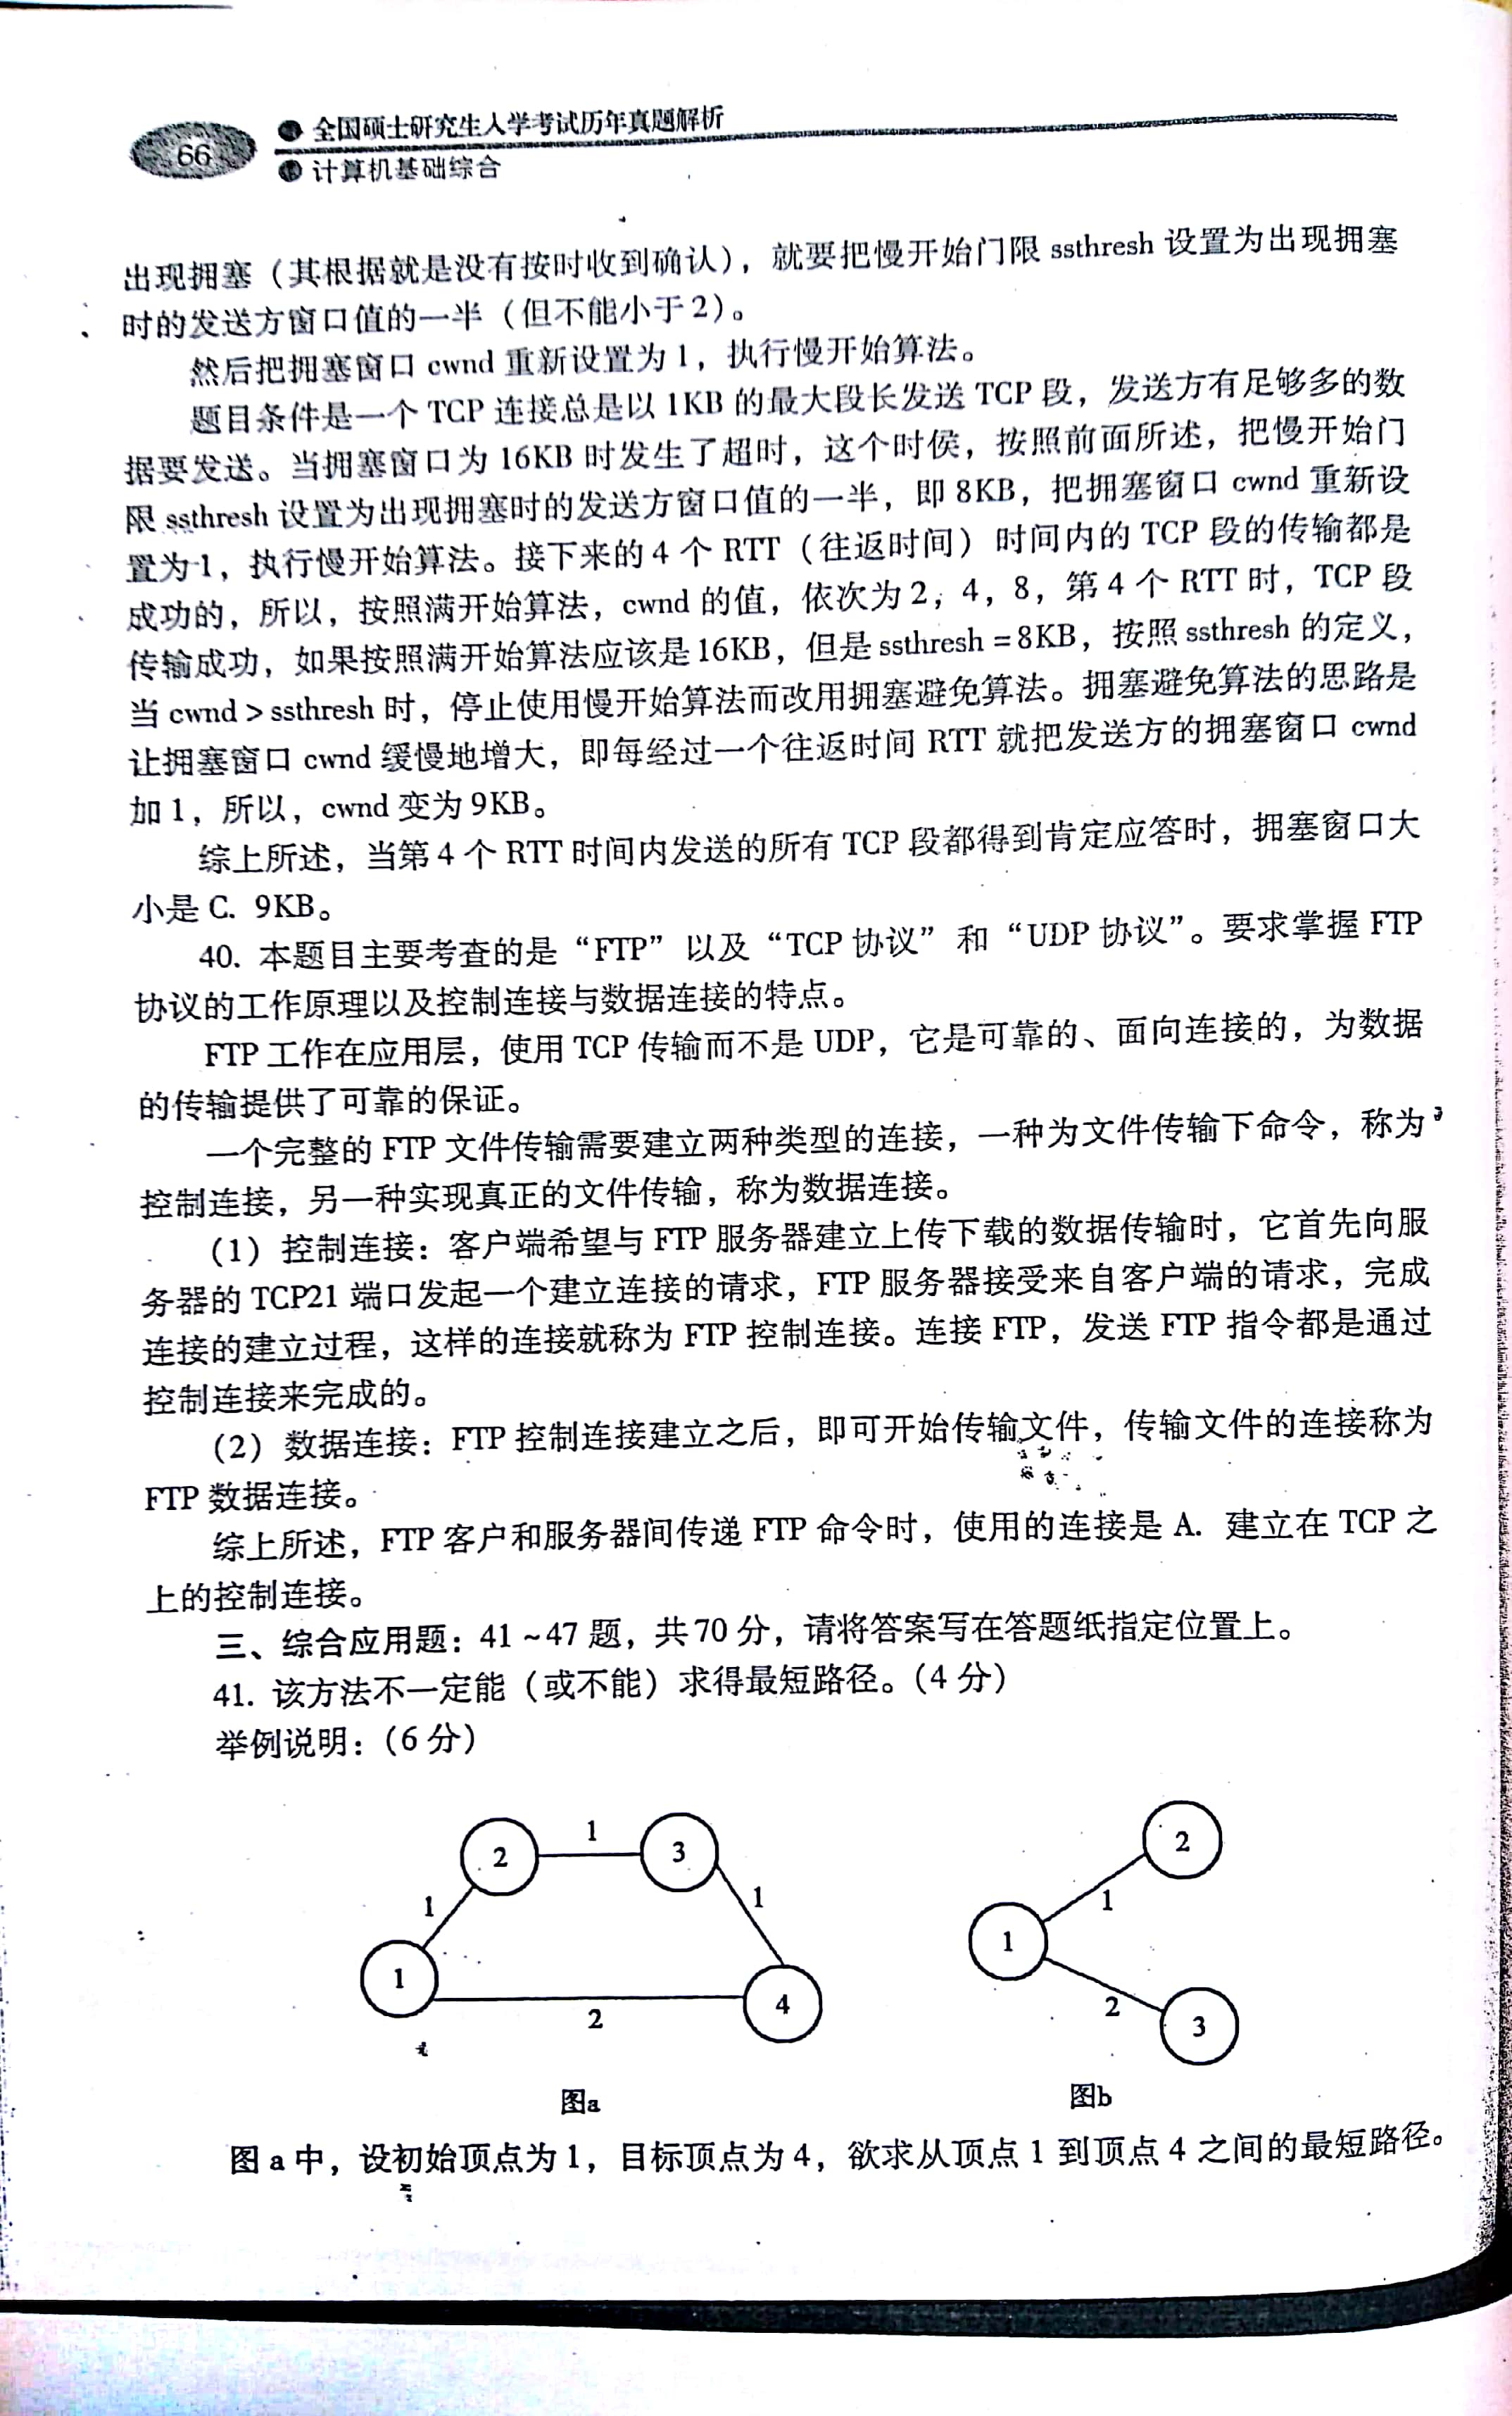 66
全国硕士研究生入学考试历年真题解析
计算机基础综合
出现拥塞（其根据就是没有按时收到确认），就要把慢开始门限 ssthresh 设置为出现拥塞
时的发送方窗口值的一半（但不能小于2）。
然后把拥塞窗口 cwnd 重新设置为 1，执行慢开始算法。
题目条件是一个 TCP 连接总是以 1KB 的最大段长发送 TCP 段，发送方有足够多的数
据要发送。当拥塞窗口为 16KB 时发生了超时，这个时侯，按照前面所述，把慢开始门
限 ssthresh 设置为出现拥塞时的发送方窗口值的一半，即 8KB，把拥塞窗口 cwnd 重新设
置为 1，执行慢开始算法。接下来的 4 个 RTT（往返时间）时间内的 TCP 段的传输都是
成功的，所以，按照满开始算法，cwnd 的值，依次为 2，4，8，第 4 个 RTT 时，TCP 段
传输成功，如果按照满开始算法应该是 16KB，但是 ssthresh = 8KB，按照 ssthresh 的定义，
当 cwnd > ssthresh 时，停止使用慢开始算法而改用拥塞避免算法。拥塞避免算法的思路是
让拥塞窗口 cwnd 缓慢地增大，即每经过一个往返时间 RTT 就把发送方的拥塞窗口 cwnd
加 1，所以，cwnd 变为 9KB。
综上所述，当第 4 个 RTT 时间内发送的所有 TCP 段都得到肯定应答时，拥塞窗口大
小是 C. 9KB。
40. 本题目主要考查的是“FTP”以及“TCP 协议”和“UDP 协议”。要求掌握 FTP
协议的工作原理以及控制连接与数据连接的特点。
FTP 工作在应用层，使用 TCP 传输而不是 UDP，它是可靠的、面向连接的，为数据
的传输提供了可靠的保证。
一个完整的 FTP 文件传输需要建立两种类型的连接，一种为文件传输下命令，称为
控制连接，另一种实现真正的文件传输，称为数据连接。
（1）控制连接：客户端希望与 FTP 服务器建立上传下载的数据传输时，它首先向服
务器的 TCP21 端口发起一个建立连接的请求，FTP 服务器接受来自客户端的请求，完成
连接的建立过程，这样的连接就称为 FTP 控制连接。连接 FTP，发送 FTP 指令都是通过
控制连接来完成的。
（2）数据连接：FTP 控制连接建立之后，即可开始传输文件，传输文件的连接称为
FTP 数据连接。
综上所述，FTP 客户和服务器间传递 FTP 命令时，使用的连接是 A. 建立在 TCP 之
上的控制连接。
三、综合应用题：41～47 题，共 70 分，请将答案写在答题纸指定位置上。
41. 该方法不一定能（或不能）求得最短路径。（4 分）
举例说明：（6 分）
2 1 3
1 1
1 4
2
2
1
1
2
3
图a
图b
图 a 中，设初始顶点为 1，目标顶点为 4，欲求从顶点 1 到顶点 4 之间的最短路径。